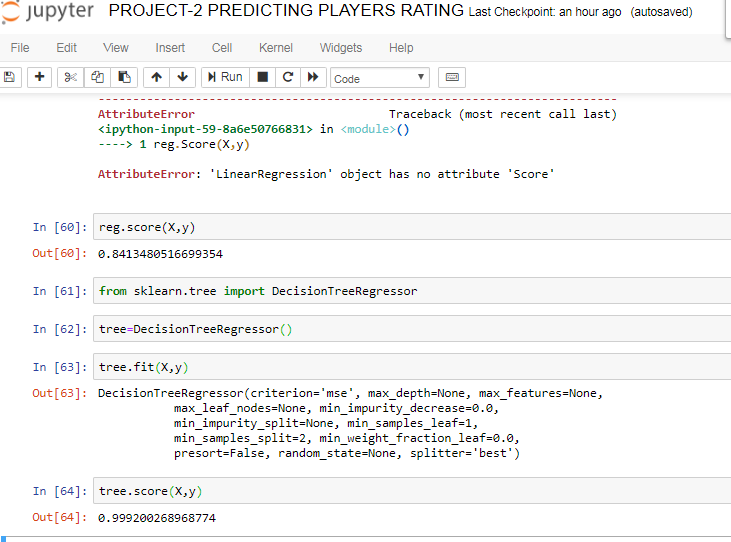 jupyter PROJECT-2 PREDICTING PLAYERS RATING Last Checkpoint: an hour ago (autosaved)
File Edit View Insert Cell Kernel Widgets Help
Run Code
---------------------------------------------------------------------------
AttributeError Traceback (most recent call last)
<ipython-input-59-8a6e50766831> in <module>()
----> 1 reg.Score(X,y)
AttributeError: 'LinearRegression' object has no attribute 'Score'
In [60]: reg.score(X,y)
Out[60]: 0.8413480516699354
In [61]: from sklearn.tree import DecisionTreeRegressor
In [62]: tree=DecisionTreeRegressor()
In [63]: tree.fit(X,y)
Out[63]: DecisionTreeRegressor(criterion='mse', max_depth=None, max_features=None,
max_leaf_nodes=None, min_impurity_decrease=0.0,
min_impurity_split=None, min_samples_leaf=1,
min_samples_split=2, min_weight_fraction_leaf=0.0,
presort=False, random_state=None, splitter='best')
In [64]: tree.score(X,y)
Out[64]: 0.999200268968774